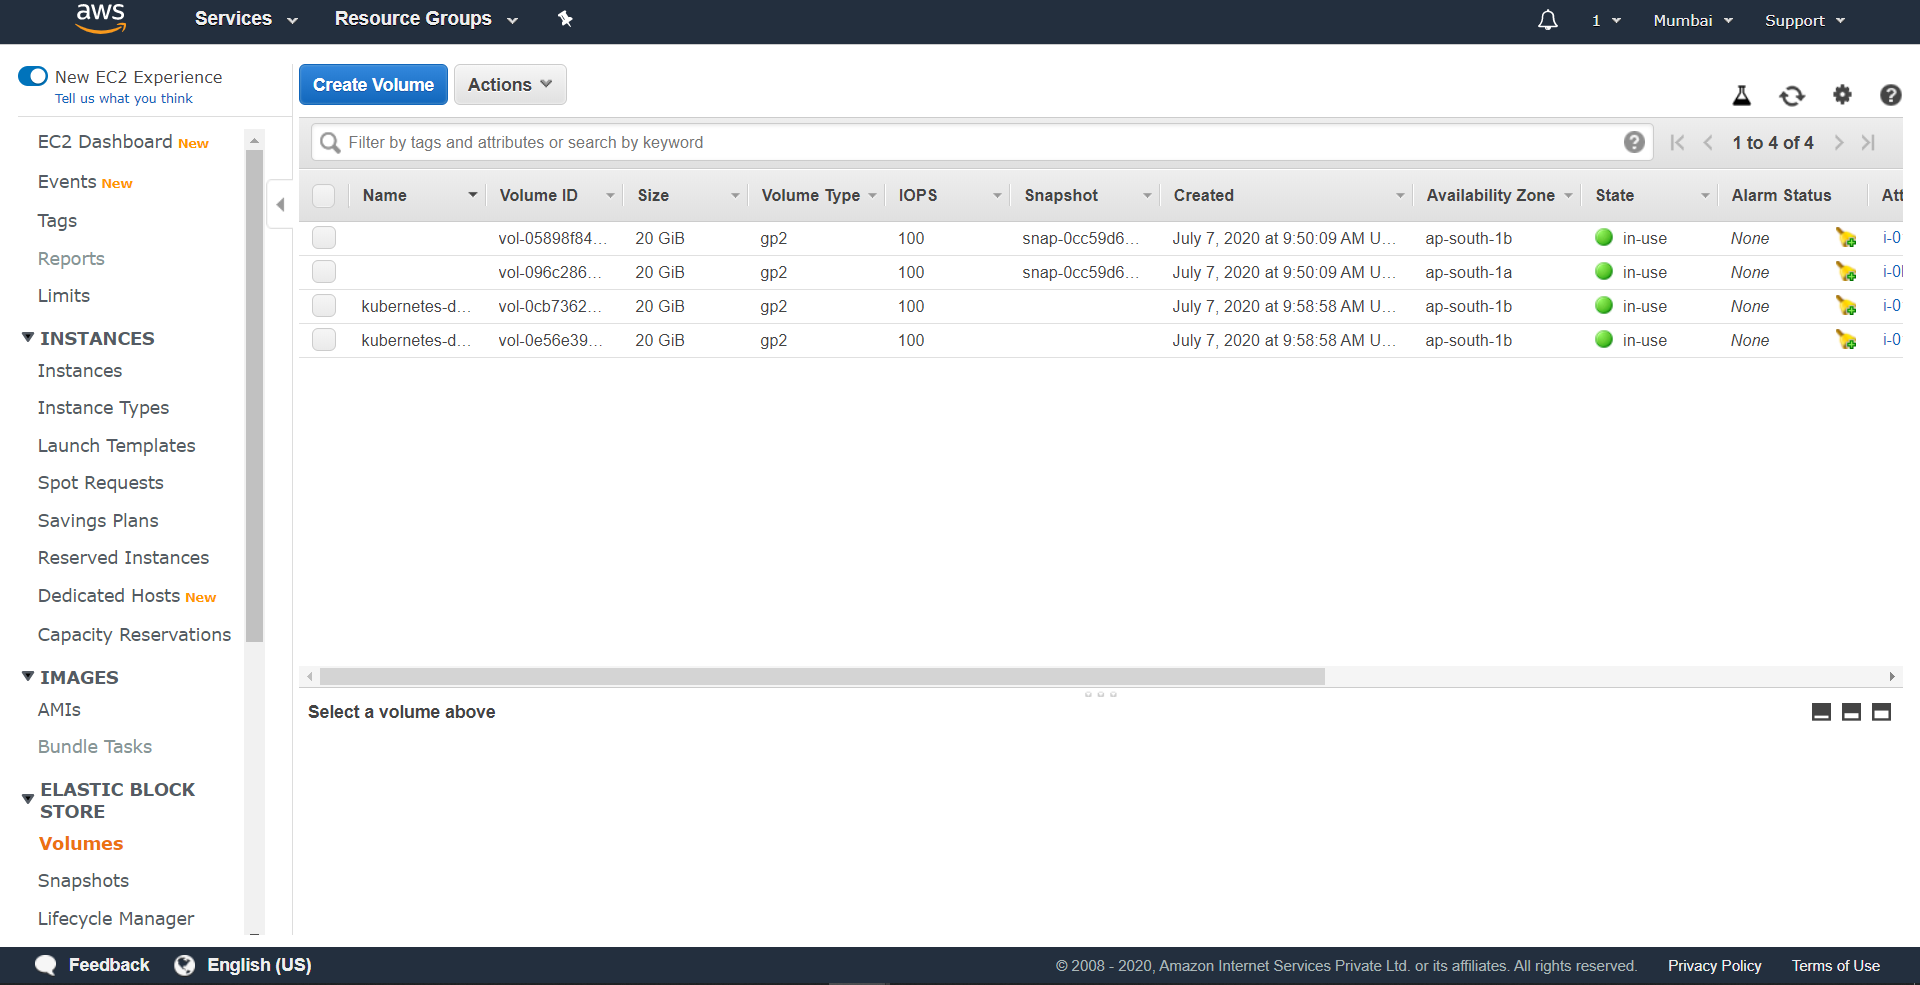 aws Services Resource Groups 1 Mumbai Support
New EC2 Experience
Tell us what you think
EC2 Dashboard New
Events New
Tags
Reports
Limits
INSTANCES
Instances
Instance Types
Launch Templates
Spot Requests
Savings Plans
Reserved Instances
Dedicated Hosts New
Capacity Reservations
IMAGES
AMIs
Bundle Tasks
ELASTIC BLOCK
STORE
Volumes
Snapshots
Lifecycle Manager
Create Volume Actions
Filter by tags and attributes or search by keyword 1 to 4 of 4
Name Volume ID Size Volume Type IOPS Snapshot Created Availability Zone State Alarm Status Att
vol-05898f84... 20 GiB gp2 100 snap-0cc59d6... July 7, 2020 at 9:50:09 AM U... ap-south-1b in-use None i-0
vol-096c286... 20 GiB gp2 100 snap-0cc59d6... July 7, 2020 at 9:50:09 AM U... ap-south-1a in-use None i-0
kubernetes-d... vol-0cb7362... 20 GiB gp2 100 July 7, 2020 at 9:58:58 AM U... ap-south-1b in-use None i-0
kubernetes-d... vol-0e56e39... 20 GiB gp2 100 July 7, 2020 at 9:58:58 AM U... ap-south-1b in-use None i-0
Select a volume above
Feedback English (US) © 2008 - 2020, Amazon Internet Services Private Ltd. or its affiliates. All rights reserved. Privacy Policy Terms of Use